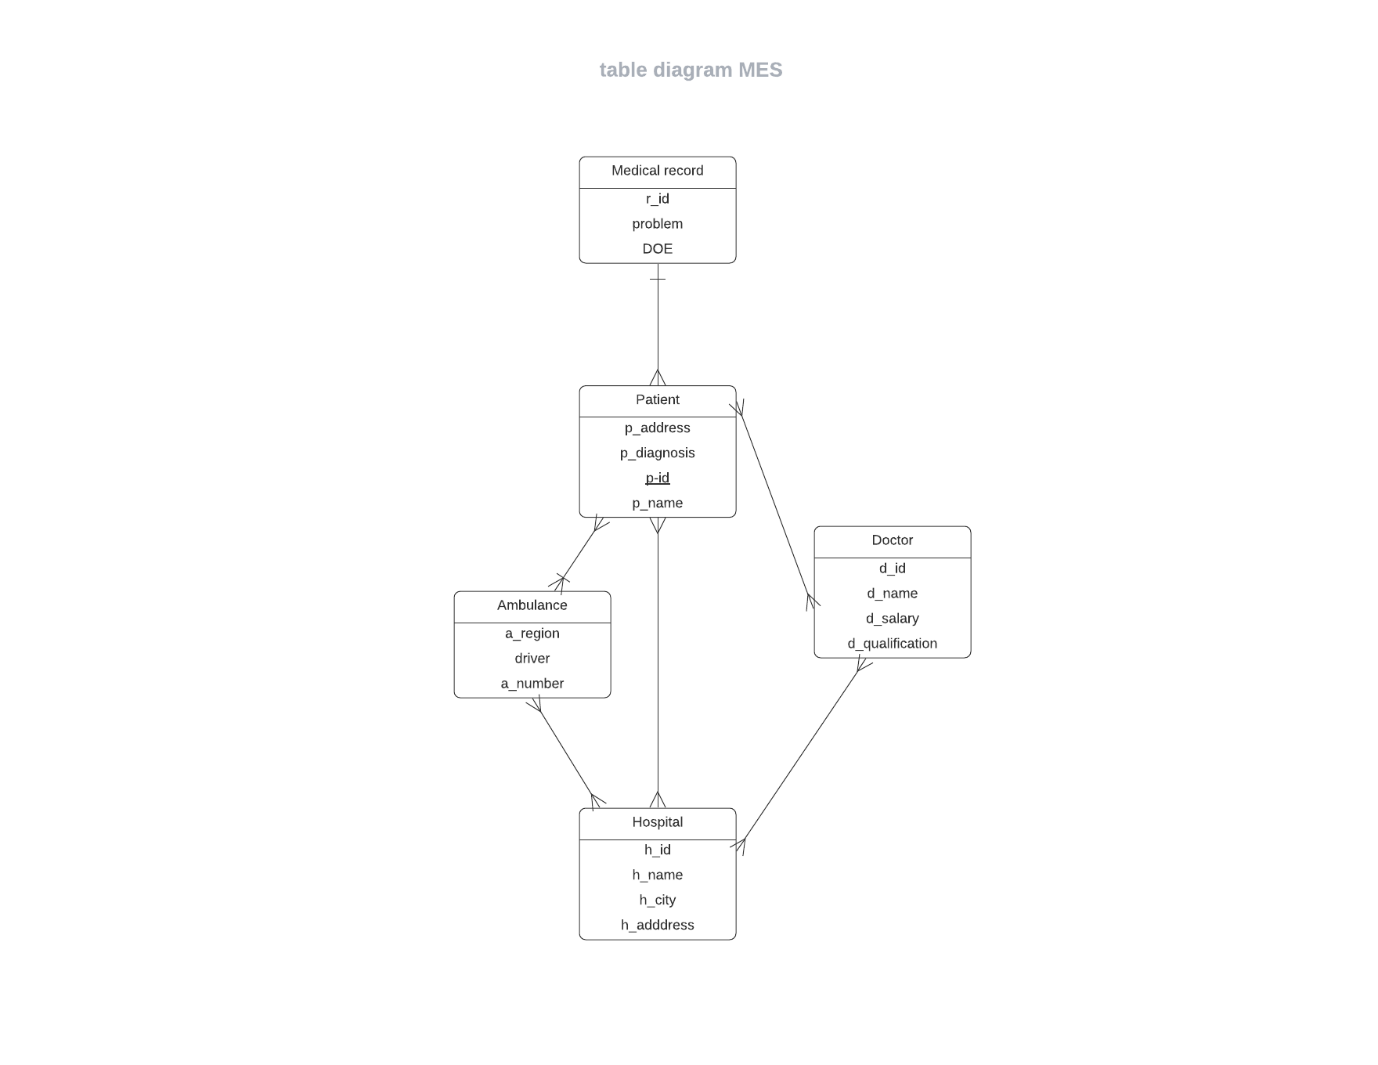 table diagram MES
Medical record
r_id
problem
DOE
Patient
p_address
p_diagnosis
p-id
p_name
Doctor
d_id
d_name
d_salary
d_qualification
Ambulance
a_region
driver
a_number
Hospital
h_id
h_name
h_city
h_adddress